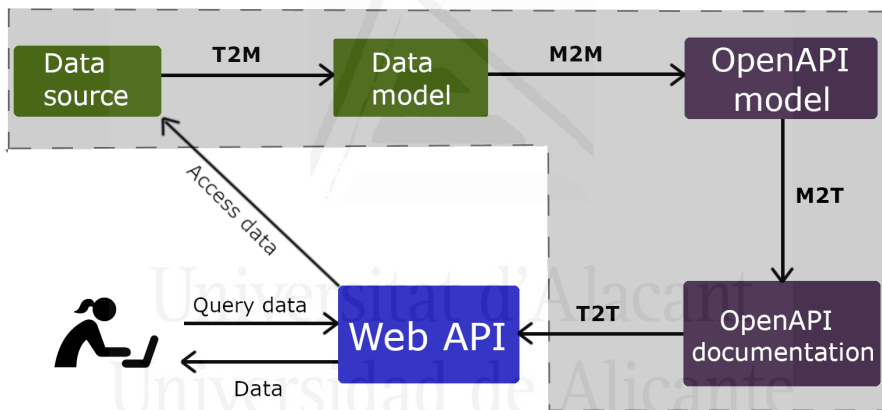 Data
source
T2M
Data
model
M2M
OpenAPI
model
Access data
M2T
Query data
Web API
T2T
OpenAPI
documentation
Data
Universitat d'Alacant
Universidad de Alicante